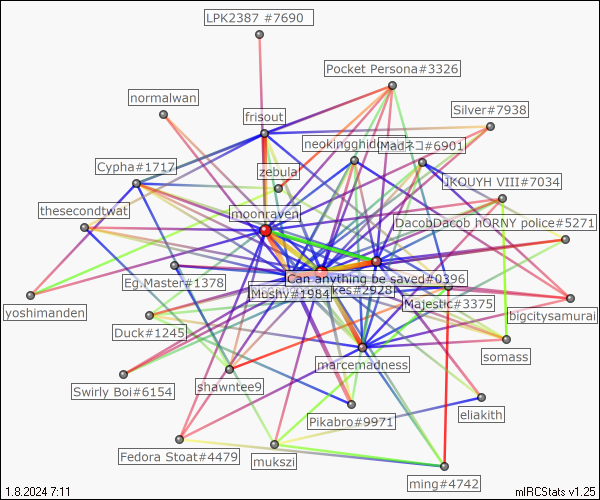 LPK2387 #7690
Pocket Persona#3326
normalwan
Silver#7938
frisout
neokingghid
Madネコ#6901
Cypha#1717
zebula
JKOUYH VIII#7034
thesecondtwat
moonraven
DacobDacob hORNY police#5271
Can anything be saved#0396
Eg.Master#1378
Moshy#1984
kes#2928
Majestic#3375
yoshimanden
bigcitysamurai
Duck#1245
somass
marcemadness
Swirly Boi#6154
shawntee9
eliakith
Pikabro#9971
Fedora Stoat#4479
mukszi
ming#4742
1.8.2024 7:11
mIRCStats v1.25